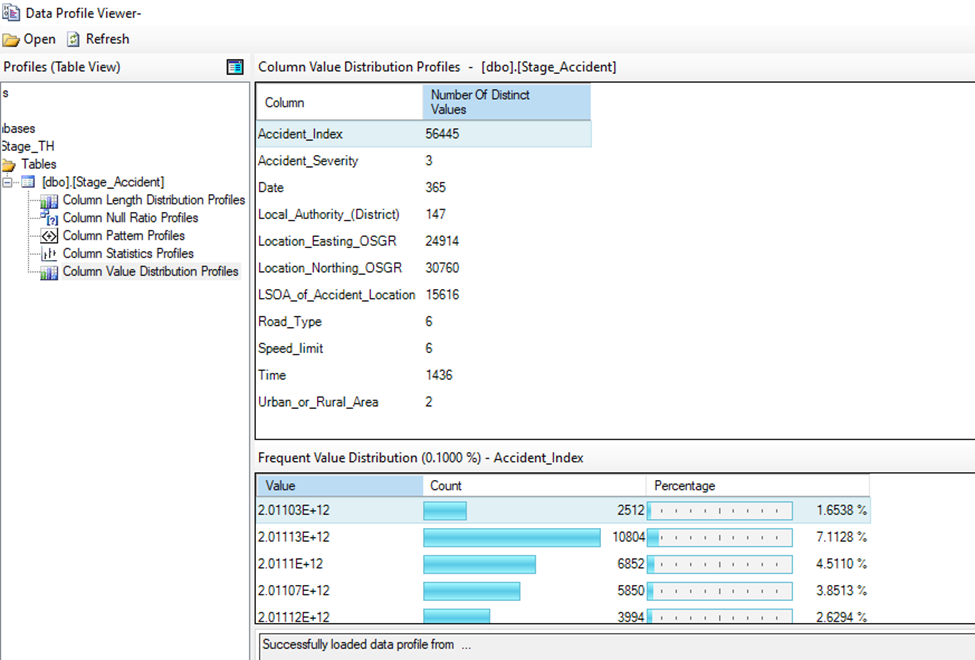 Data Profile Viewer-
Open Refresh
Profiles (Table View)
s
bases
Stage_TH
Tables
[dbo].[Stage_Accident]
Column Length Distribution Profiles
Column Null Ratio Profiles
Column Pattern Profiles
Column Statistics Profiles
Column Value Distribution Profiles
Column Value Distribution Profiles - [dbo].[Stage_Accident]
Column Number Of Distinct
Values
Accident_Index 56445
Accident_Severity 3
Date 365
Local_Authority_(District) 147
Location_Easting_OSGR 24914
Location_Northing_OSGR 30760
LSOA_of_Accident_Location 15616
Road_Type 6
Speed_limit 6
Time 1436
Urban_or_Rural_Area 2
Frequent Value Distribution (0.1000 %) - Accident_Index
Value Count Percentage
2.01103E+12 2512 1.6538 %
2.01113E+12 10804 7.1128 %
2.0111E+12 6852 4.5110 %
2.01107E+12 5850 3.8513 %
2.01112E+12 3994 2.6294 %
Successfully loaded data profile from ...